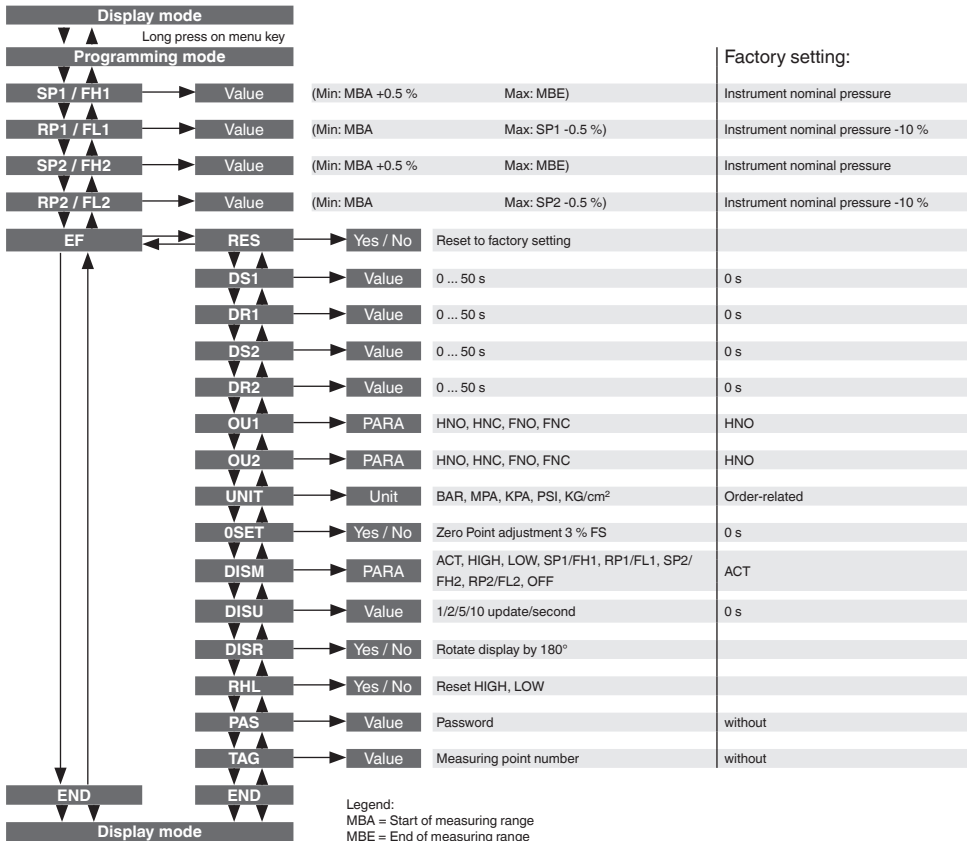 Display mode
Long press on menu key
Programming mode
Factory setting:
SP1 / FH1 Value (Min: MBA +0.5 % Max: MBE) Instrument nominal pressure
RP1 / FL1 Value (Min: MBA Max: SP1 -0.5 %) Instrument nominal pressure -10 %
SP2 / FH2 Value (Min: MBA +0.5 % Max: MBE) Instrument nominal pressure
RP2 / FL2 Value (Min: MBA Max: SP2 -0.5 %) Instrument nominal pressure -10 %
EF RES Yes / No Reset to factory setting
DS1 Value 0 ... 50 s 0 s
DR1 Value 0 ... 50 s 0 s
DS2 Value 0 ... 50 s 0 s
DR2 Value 0 ... 50 s 0 s
OU1 PARA HNO, HNC, FNO, FNC HNO
OU2 PARA HNO, HNC, FNO, FNC HNO
UNIT Unit BAR, MPA, KPA, PSI, KG/cm² Order-related
0SET Yes / No Zero Point adjustment 3 % FS 0 s
DISM PARA ACT, HIGH, LOW, SP1/FH1, RP1/FL1, SP2/
FH2, RP2/FL2, OFF ACT
DISU Value 1/2/5/10 update/second 0 s
DISR Yes / No Rotate display by 180°
RHL Yes / No Reset HIGH, LOW
PAS Value Password without
TAG Value Measuring point number without
END END
Display mode
Legend:
MBA = Start of measuring range
MBE = End of measuring range